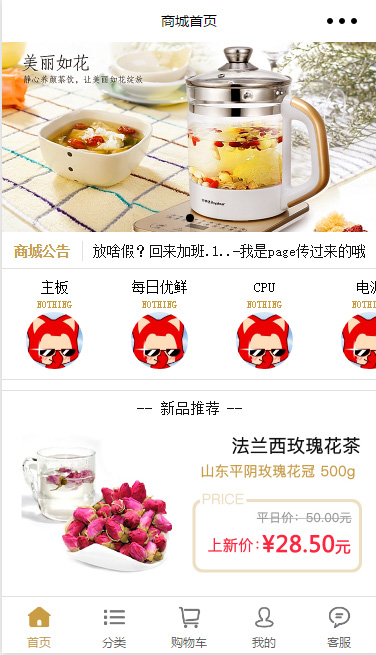 商城首页
美丽如花
静心养颜茶饮，让美丽如花绽放
商城公告
放啥假？回来加班.1..-我是page传过来的哦
主板
每日优鲜
CPU
电源
NOTHING
NOTHING
NOTHING
NOTHING
-- 新品推荐 --
法兰西玫瑰花茶
山东平阴玫瑰花冠 500g
PRICE
平日价：50.00元
上新价：¥28.50元
首页
分类
购物车
我的
客服